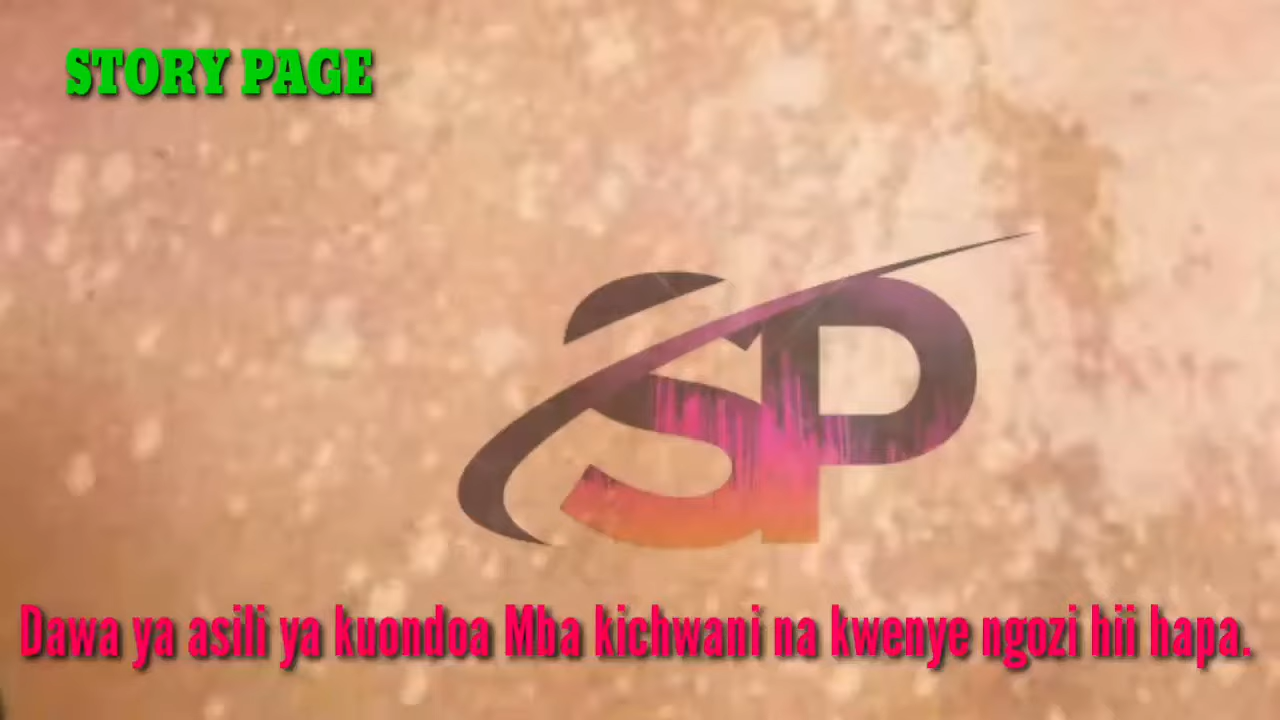 STORY PAGE
SP
Dawa ya asili ya kuondoa Mba kichwani na kwenye ngozi hii hapa.